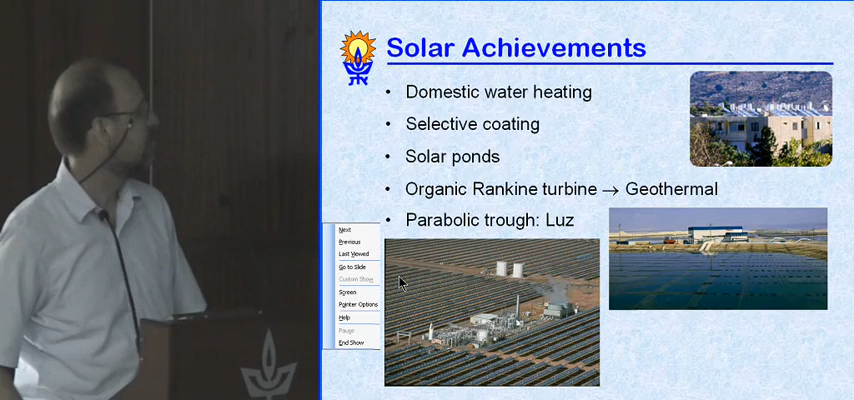 Solar Achievements
• Domestic water heating
• Selective coating
• Solar ponds
• Organic Rankine turbine → Geothermal
• Parabolic trough: Luz
Next
Previous
Last Viewed
Go to Slide
Custom Show
Screen
Pointer Options
Help
Pause
End Show